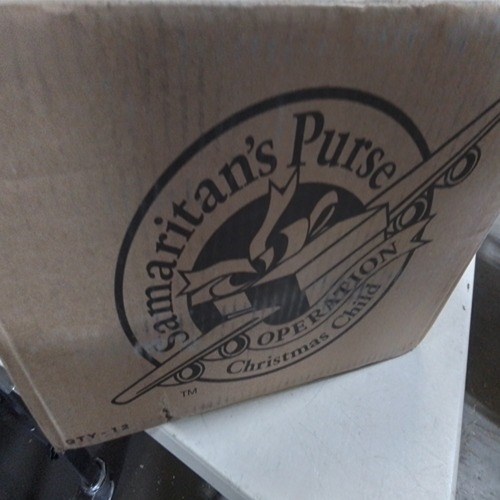 Samaritan's Purse
OPERATION
Christmas Child
TM
QTY - 12